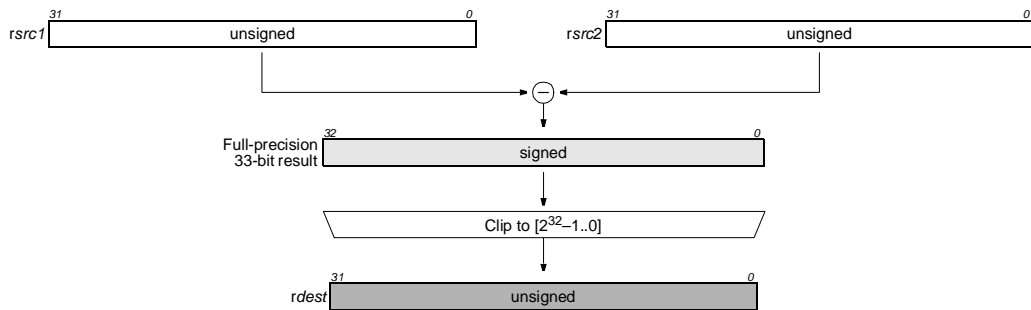 31 0 31 0
rsrc1 unsigned rsrc2 unsigned
−
32 0
Full-precision
33-bit result signed
Clip to [2³²–1..0]
31 0
rdest unsigned